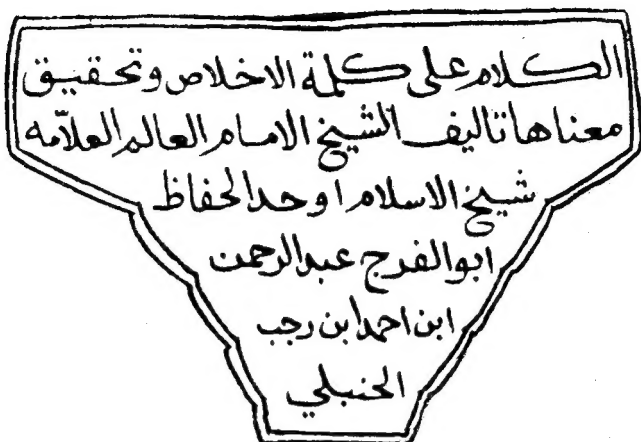 الكلام على كلمة الاخلاص وتحقيق
معناها تاليف الشيخ الامام العالم العلامه
شيخ الاسلام اوحد الحفاظ
ابو الفرج عبد الرحمن
ابن احمد ابن رجب
الحنبلي